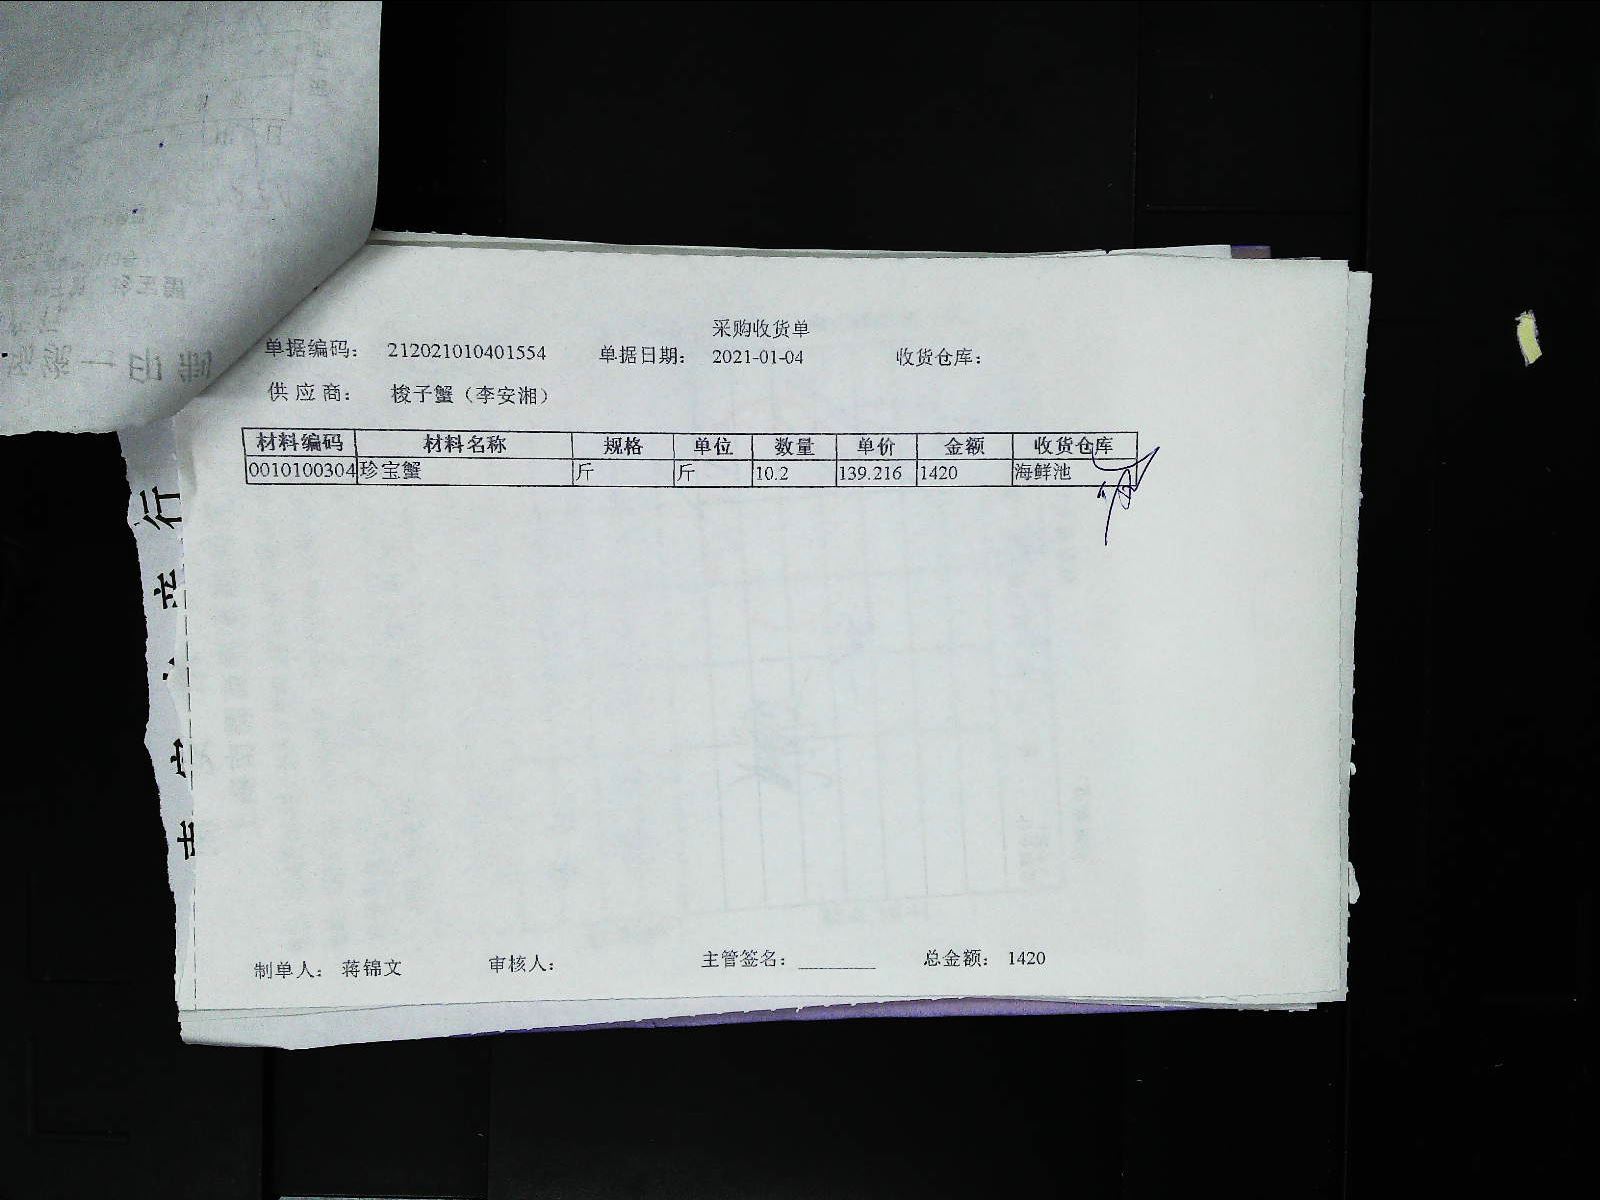 采购收货单
单据编码： 212021010401554 单据日期： 2021-01-04 收货仓库：
供应商： 梭子蟹（李安湘）
材料编码 材料名称 规格 单位 数量 单价 金额 收货仓库
0010100304 珍宝蟹 斤 斤 10.2 139.216 1420 海鲜池
制单人： 蒋锦文 审核人： 主管签名： 总金额： 1420